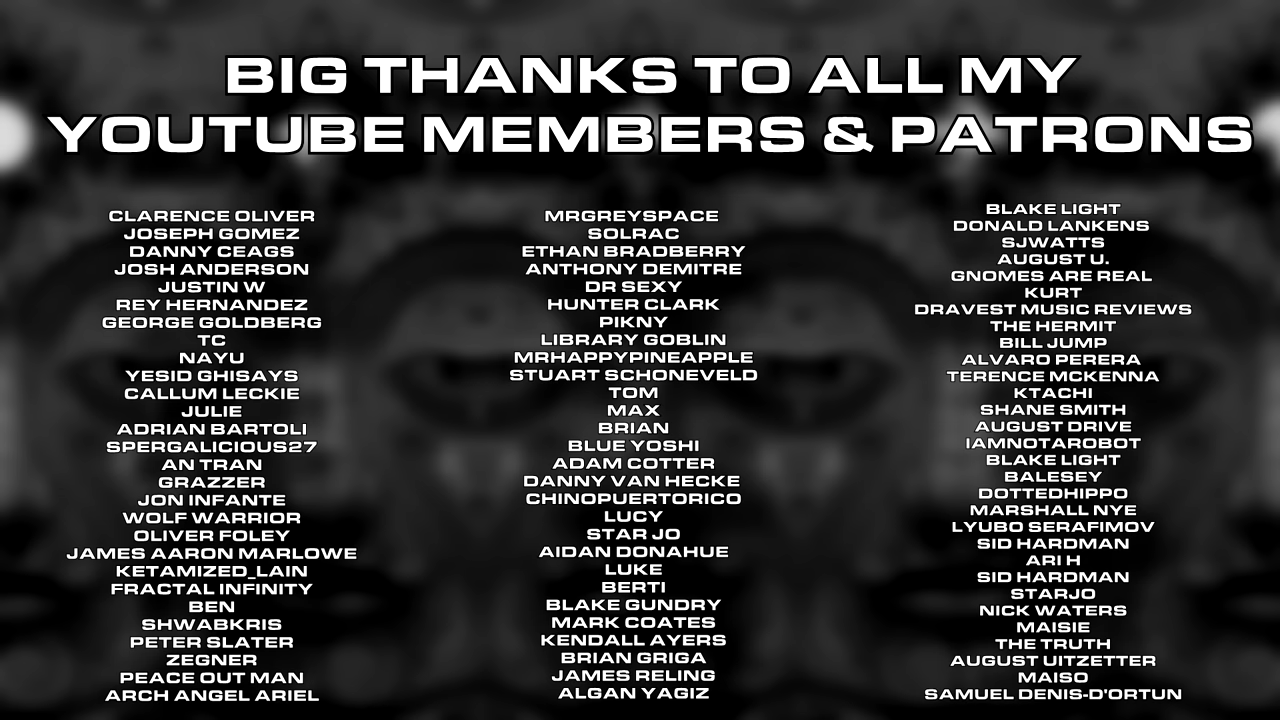 BIG THANKS TO ALL MY
YOUTUBE MEMBERS & PATRONS
CLARENCE OLIVER
JOSEPH GOMEZ
DANNY CEAGS
JOSH ANDERSON
JUSTIN W
REY HERNANDEZ
GEORGE GOLDBERG
TC
NAYU
YESID GHISAYS
CALLUM LECKIE
JULIE
ADRIAN BARTOLI
SPERGALICIOUS27
AN TRAN
GRAZZER
JON INFANTE
WOLF WARRIOR
OLIVER FOLEY
JAMES AARON MARLOWE
KETAMIZED_LAIN
FRACTAL INFINITY
BEN
SHWABKRIS
PETER SLATER
ZEGNER
PEACE OUT MAN
ARCH ANGEL ARIEL
MRGREYSPACE
SOLRAC
ETHAN BRADBERRY
ANTHONY DEMITRE
DR SEXY
HUNTER CLARK
PIKNY
LIBRARY GOBLIN
MRHAPPYPINEAPPLE
STUART SCHONEVELD
TOM
MAX
BRIAN
BLUE YOSHI
ADAM COTTER
DANNY VAN HECKE
CHINOPUERTORICO
LUCY
STAR JO
AIDAN DONAHUE
LUKE
BERTI
BLAKE GUNDRY
MARK COATES
KENDALL AYERS
BRIAN GRIGA
JAMES RELING
ALGAN YAGIZ
BLAKE LIGHT
DONALD LANKENS
SJWATTS
AUGUST U.
GNOMES ARE REAL
KURT
DRAVEST MUSIC REVIEWS
THE HERMIT
BILL JUMP
ALVARO PERERA
TERENCE MCKENNA
KTACHI
SHANE SMITH
AUGUST DRIVE
IAMNOTAROBOT
BLAKE LIGHT
BALESEY
DOTTEDHIPPO
MARSHALL NYE
LYUBO SERAFIMOV
SID HARDMAN
ARI H
SID HARDMAN
STARJO
NICK WATERS
MAISIE
THE TRUTH
AUGUST UITZETTER
MAISO
SAMUEL DENIS-D'ORTUN